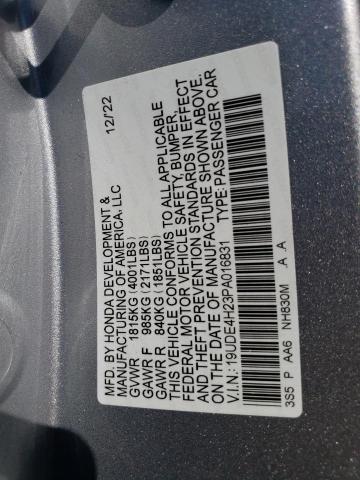 MFD. BY HONDA DEVELOPMENT &
MANUFACTURING OF AMERICA, LLC 12/'22
GVWR 1815KG (4001LBS)
GAWR F 985KG (2171LBS)
GAWR R 840KG (1851LBS)
THIS VEHICLE CONFORMS TO ALL APPLICABLE
FEDERAL MOTOR VEHICLE SAFETY, BUMPER,
AND THEFT PREVENTION STANDARDS IN EFFECT
ON THE DATE OF MANUFACTURE SHOWN ABOVE.
V.I.N.: 19UDE4H23PA016831 TYPE: PASSENGER CAR
3S5 P AA6 NH830M .A .A